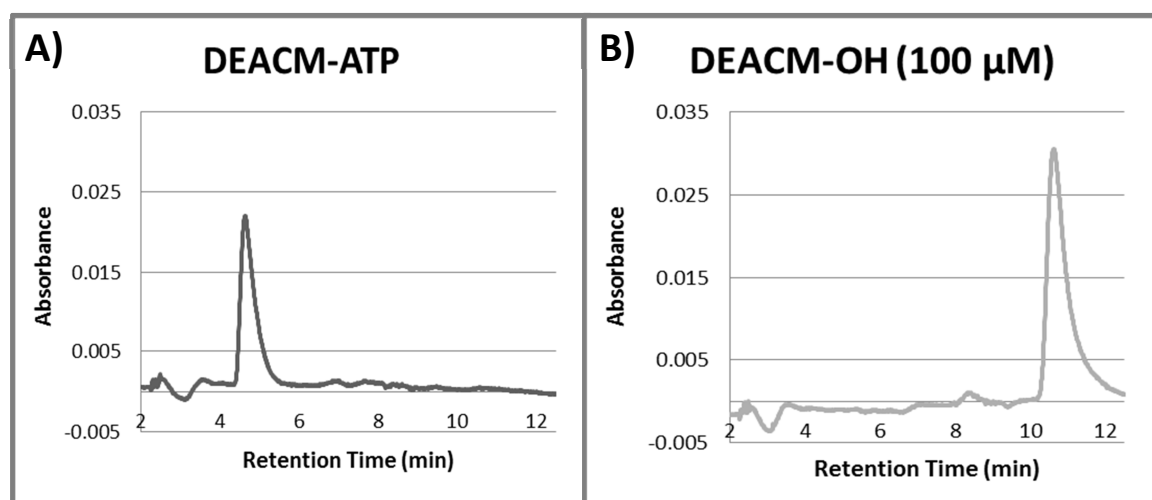 A)
DEACM-ATP
0.035
0.025
0.015
0.005
-0.005
2 4 6 8 10 12
Absorbance
Retention Time (min)
B)
DEACM-OH (100 µM)
0.035
0.025
0.015
0.005
-0.005
2 4 6 8 10 12
Absorbance
Retention Time (min)